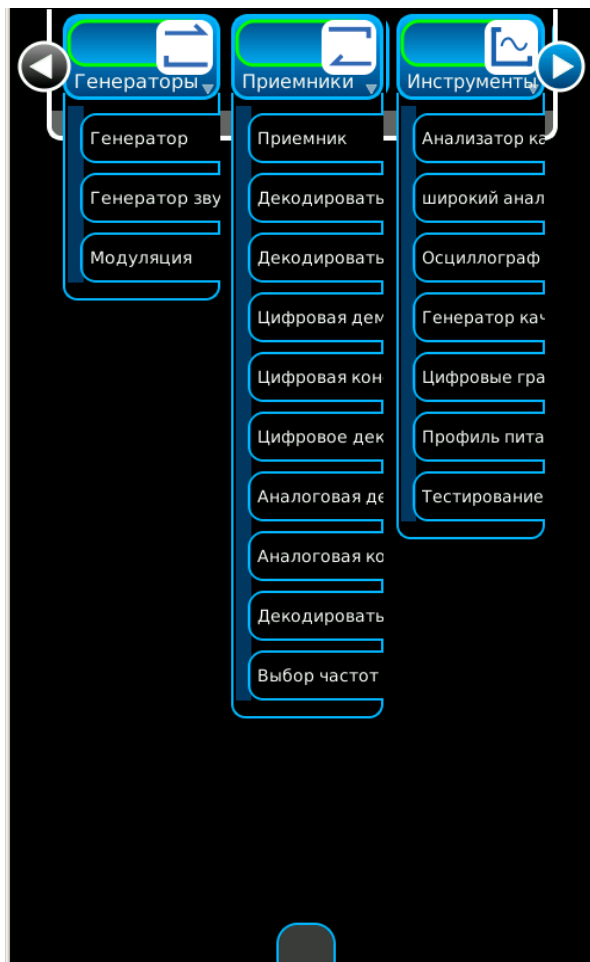 Генераторы
Генератор
Генератор зву
Модуляция
Приемники
Приемник
Декодировать
Декодировать
Цифровая дем
Цифровая кон
Цифровое дек
Аналоговая де
Аналоговая ко
Декодировать
Выбор частот
Инструменты
Анализатор ка
широкий анал
Осциллограф
Генератор кач
Цифровые гра
Профиль пита
Тестирование